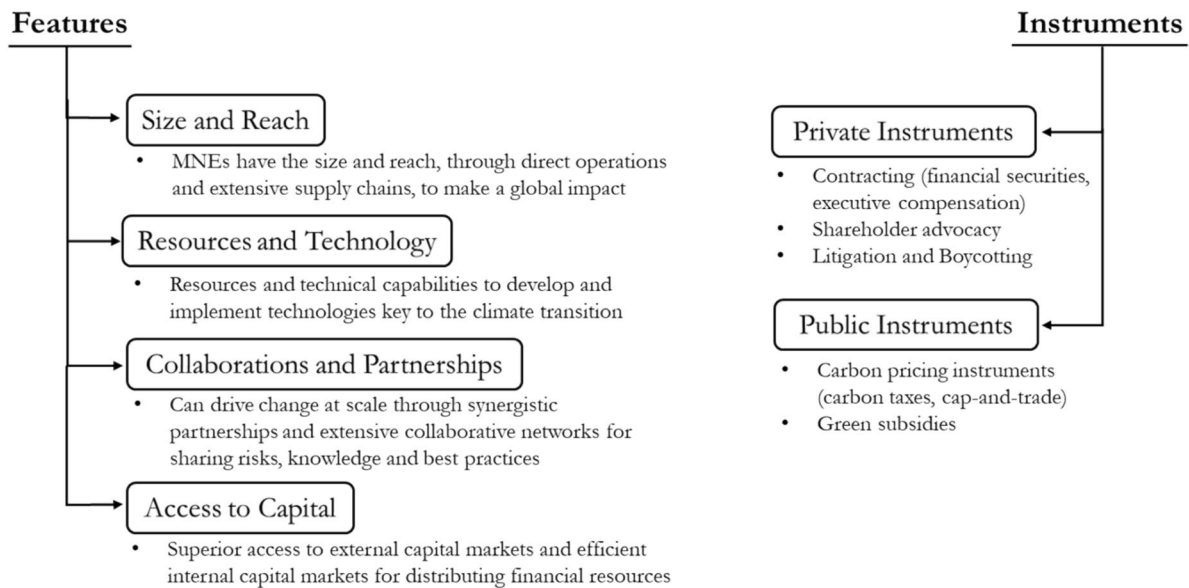 Features
Size and Reach
• MNEs have the size and reach, through direct operations
and extensive supply chains, to make a global impact
Resources and Technology
• Resources and technical capabilities to develop and
implement technologies key to the climate transition
Collaborations and Partnerships
• Can drive change at scale through synergistic
partnerships and extensive collaborative networks for
sharing risks, knowledge and best practices
Access to Capital
• Superior access to external capital markets and efficient
internal capital markets for distributing financial resources
Instruments
Private Instruments
• Contracting (financial securities,
executive compensation)
• Shareholder advocacy
• Litigation and Boycotting
Public Instruments
• Carbon pricing instruments
(carbon taxes, cap-and-trade)
• Green subsidies